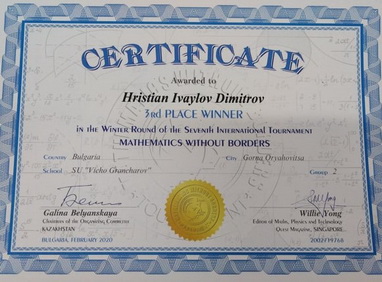 CERTIFICATE
Awarded to
Hristian Ivaylov Dimitrov
3rd PLACE WINNER
in the Winter Round of the Seventh International Tournament
MATHEMATICS WITHOUT BORDERS
Country Bulgaria City Gorna Oryahovitsa
School SU "Vicho Grancharov" Group 2
Galina Belyanskaya Willie Yong
Chairman of the Organizing Committee Editor of Maths, Physics and Technology
KAZAKHSTAN Quest Magazine, SINGAPORE
BULGARIA, FEBRUARY 2020